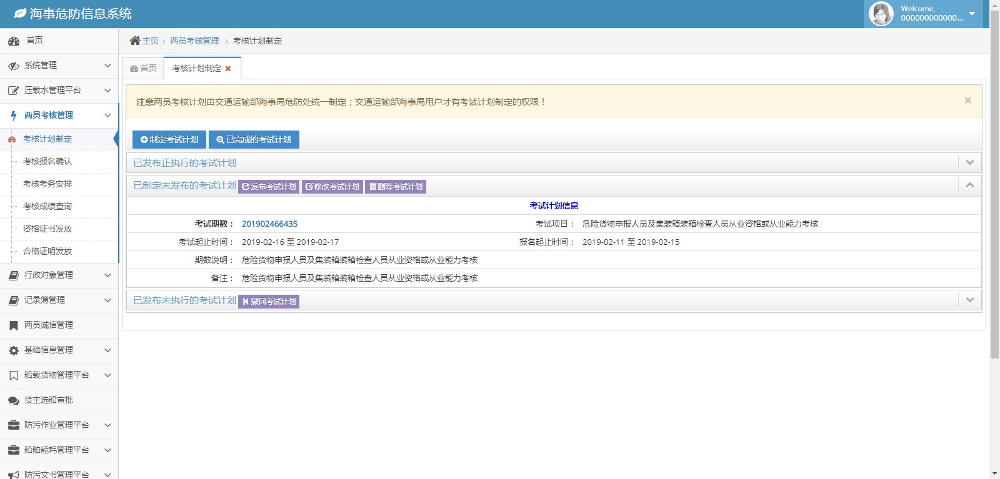 海事危防信息系统
Welcome,
000000000000...
首页
系统管理
压载水管理平台
两员考核管理
考核计划制定
考核报名确认
考核考务安排
考核成绩查询
资格证书发放
合格证明发放
行政对象管理
记录簿管理
两员诚信管理
基础信息管理
船载货物管理平台
货主选船审批
防污作业管理平台
船舶能耗管理平台
防污文书管理平台
主页 > 两员考核管理 > 考核计划制定
首页 考核计划制定
注意两员考核计划由交通运输部海事局危防处统一制定；交通运输部海事局用户才有考试计划制定的权限！
制定考试计划 已完成的考试计划
已发布正执行的考试计划
已制定未发布的考试计划 发布考试计划 修改考试计划 删除考试计划
考试计划信息
考试期数： 201902466435 考试项目： 危险货物申报人员及集装箱装箱检查人员从业资格或从业能力考核
考试起止时间： 2019-02-16 至 2019-02-17 报名起止时间： 2019-02-11 至 2019-02-15
期数说明： 危险货物申报人员及集装箱装箱检查人员从业资格或从业能力考核
备注： 危险货物申报人员及集装箱装箱检查人员从业资格或从业能力考核
已发布未执行的考试计划 撤回考试计划